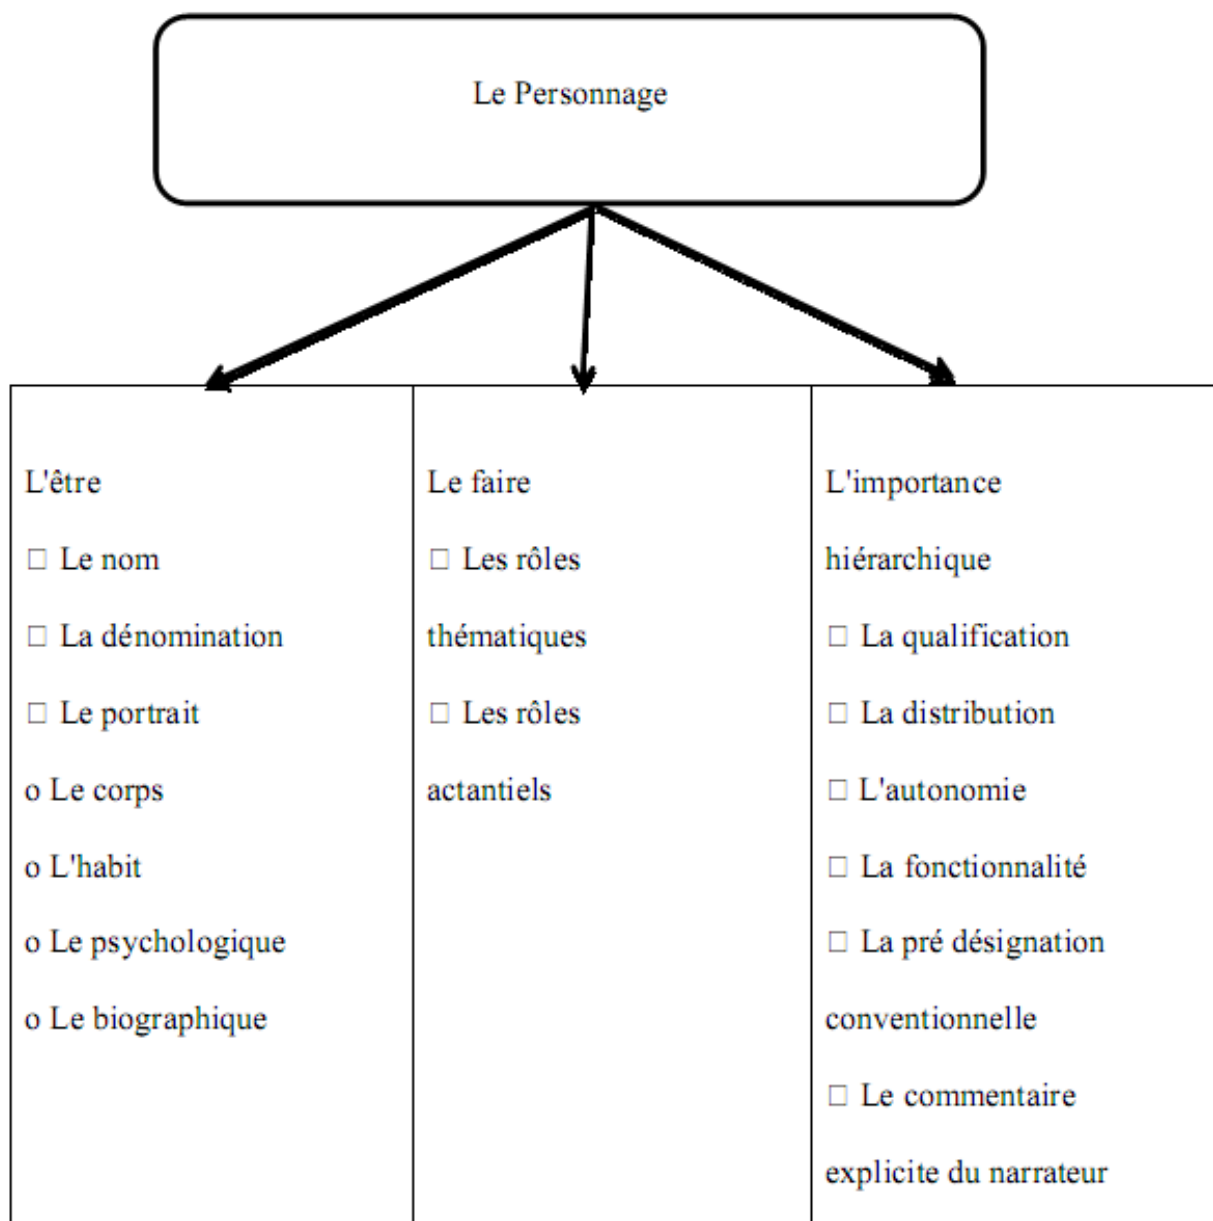 Le Personnage
L'être
□ Le nom
□ La dénomination
□ Le portrait
o Le corps
o L'habit
o Le psychologique
o Le biographique
Le faire
□ Les rôles
thématiques
□ Les rôles
actantiels
L'importance
hiérarchique
□ La qualification
□ La distribution
□ L'autonomie
□ La fonctionnalité
□ La pré désignation
conventionnelle
□ Le commentaire
explicite du narrateur